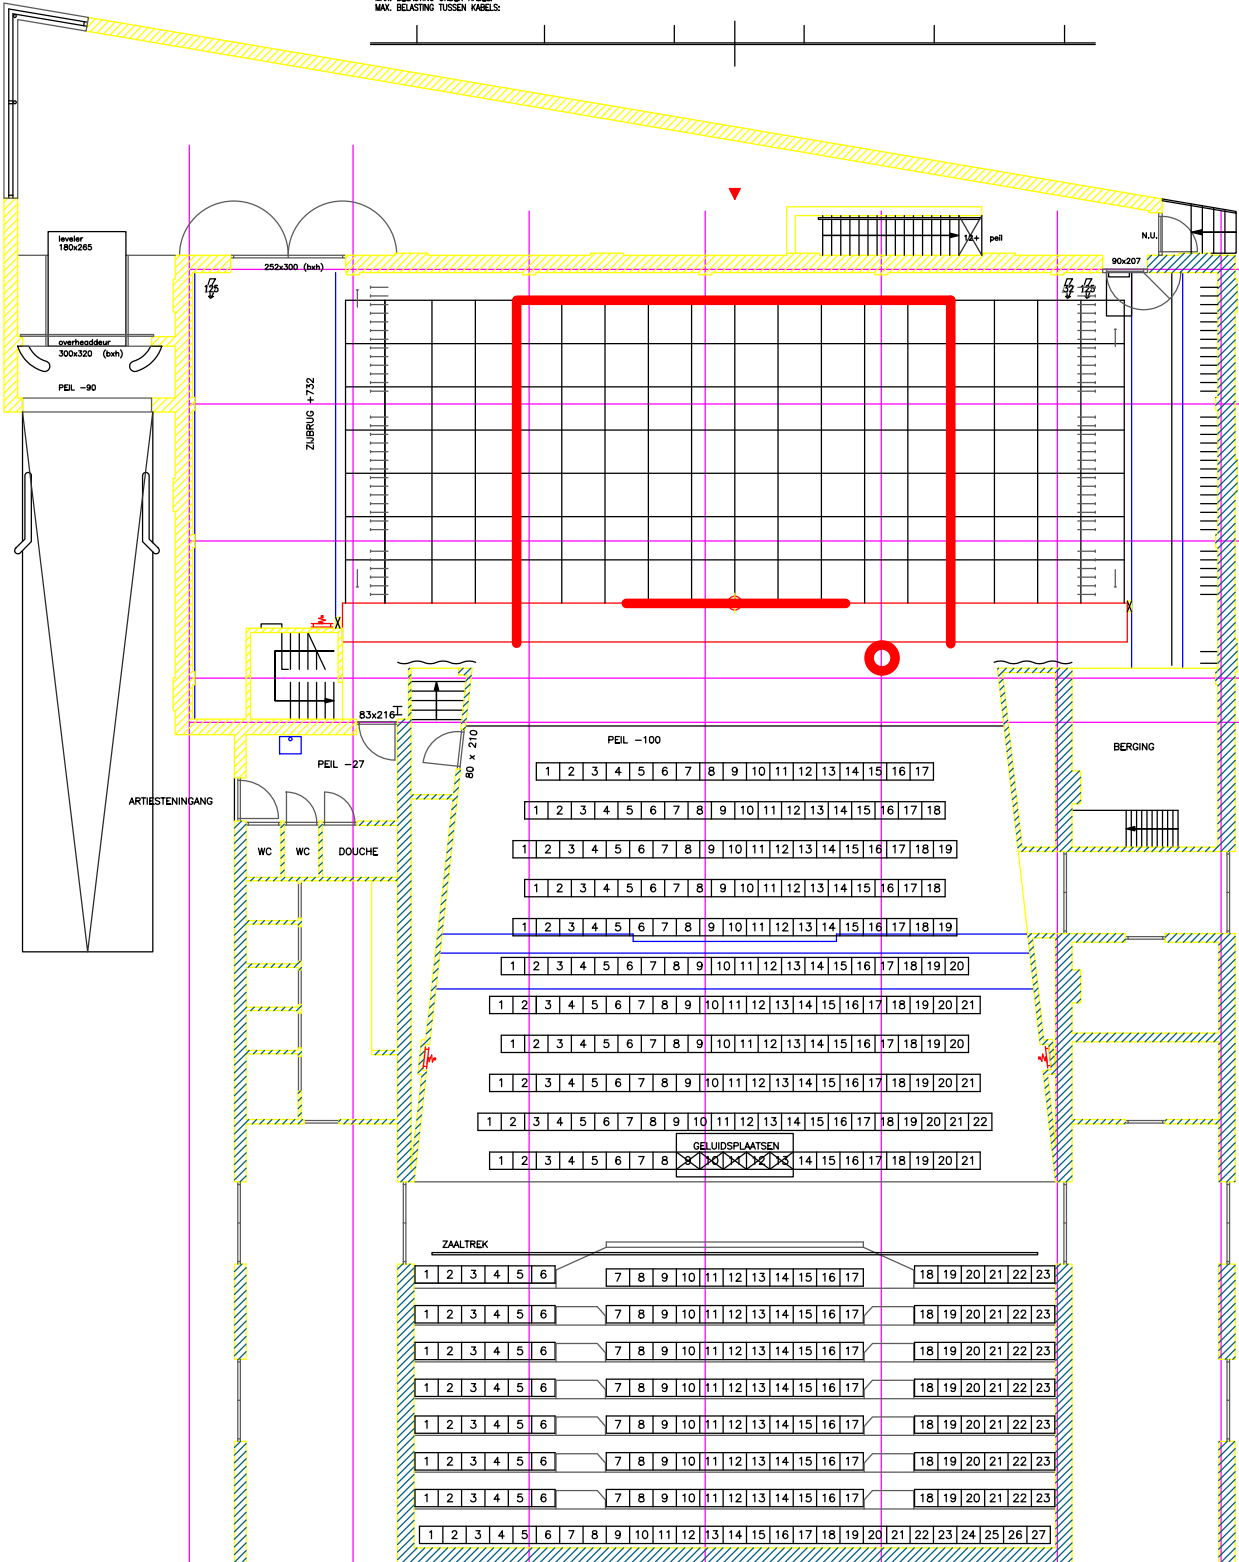 MAX. BELASTING TUSSEN KABELS:
leveler
180x265
252x300 (bxh)
12+ peil
N.U.
90x207
125
32 125
overheaddeur
300x320 (bxh)
PEIL -90
ZIJBRUG +732
83x216
80 x 210
PEIL -100
PEIL -27
BERGING
ARTIESTENINGANG
WC WC DOUCHE
1 2 3 4 5 6 7 8 9 10 11 12 13 14 15 16 17
1 2 3 4 5 6 7 8 9 10 11 12 13 14 15 16 17 18
1 2 3 4 5 6 7 8 9 10 11 12 13 14 15 16 17 18 19
1 2 3 4 5 6 7 8 9 10 11 12 13 14 15 16 17 18
1 2 3 4 5 6 7 8 9 10 11 12 13 14 15 16 17 18 19
1 2 3 4 5 6 7 8 9 10 11 12 13 14 15 16 17 18 19 20
1 2 3 4 5 6 7 8 9 10 11 12 13 14 15 16 17 18 19 20 21
1 2 3 4 5 6 7 8 9 10 11 12 13 14 15 16 17 18 19 20
1 2 3 4 5 6 7 8 9 10 11 12 13 14 15 16 17 18 19 20 21
1 2 3 4 5 6 7 8 9 10 11 12 13 14 15 16 17 18 19 20 21 22
GELUIDSPLAATSEN
1 2 3 4 5 6 7 8 9 10 11 12 13 14 15 16 17 18 19 20 21
ZAALTREK
1 2 3 4 5 6 7 8 9 10 11 12 13 14 15 16 17 18 19 20 21 22 23
1 2 3 4 5 6 7 8 9 10 11 12 13 14 15 16 17 18 19 20 21 22 23
1 2 3 4 5 6 7 8 9 10 11 12 13 14 15 16 17 18 19 20 21 22 23
1 2 3 4 5 6 7 8 9 10 11 12 13 14 15 16 17 18 19 20 21 22 23
1 2 3 4 5 6 7 8 9 10 11 12 13 14 15 16 17 18 19 20 21 22 23
1 2 3 4 5 6 7 8 9 10 11 12 13 14 15 16 17 18 19 20 21 22 23
1 2 3 4 5 6 7 8 9 10 11 12 13 14 15 16 17 18 19 20 21 22 23
1 2 3 4 5 6 7 8 9 10 11 12 13 14 15 16 17 18 19 20 21 22 23 24 25 26 27